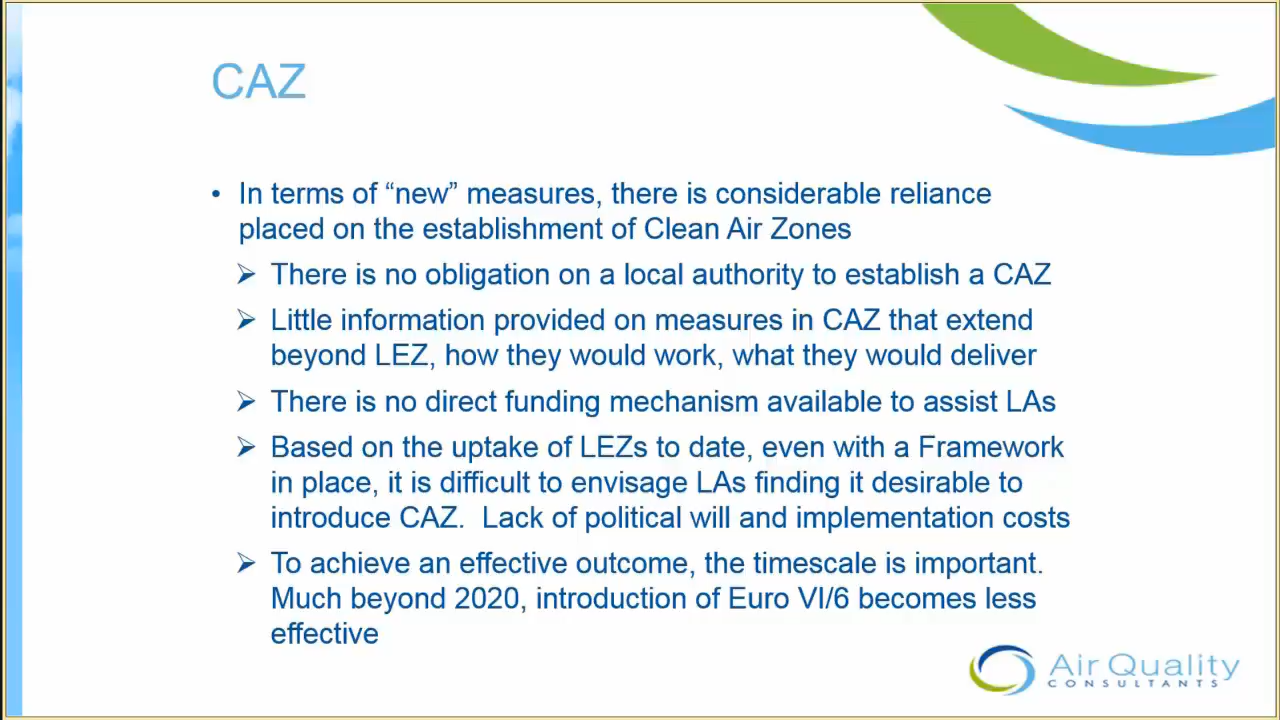 CAZ
• In terms of “new” measures, there is considerable reliance
placed on the establishment of Clean Air Zones
➢ There is no obligation on a local authority to establish a CAZ
➢ Little information provided on measures in CAZ that extend
beyond LEZ, how they would work, what they would deliver
➢ There is no direct funding mechanism available to assist LAs
➢ Based on the uptake of LEZs to date, even with a Framework
in place, it is difficult to envisage LAs finding it desirable to
introduce CAZ.  Lack of political will and implementation costs
➢ To achieve an effective outcome, the timescale is important.
Much beyond 2020, introduction of Euro VI/6 becomes less
effective
Air Quality
CONSULTANTS